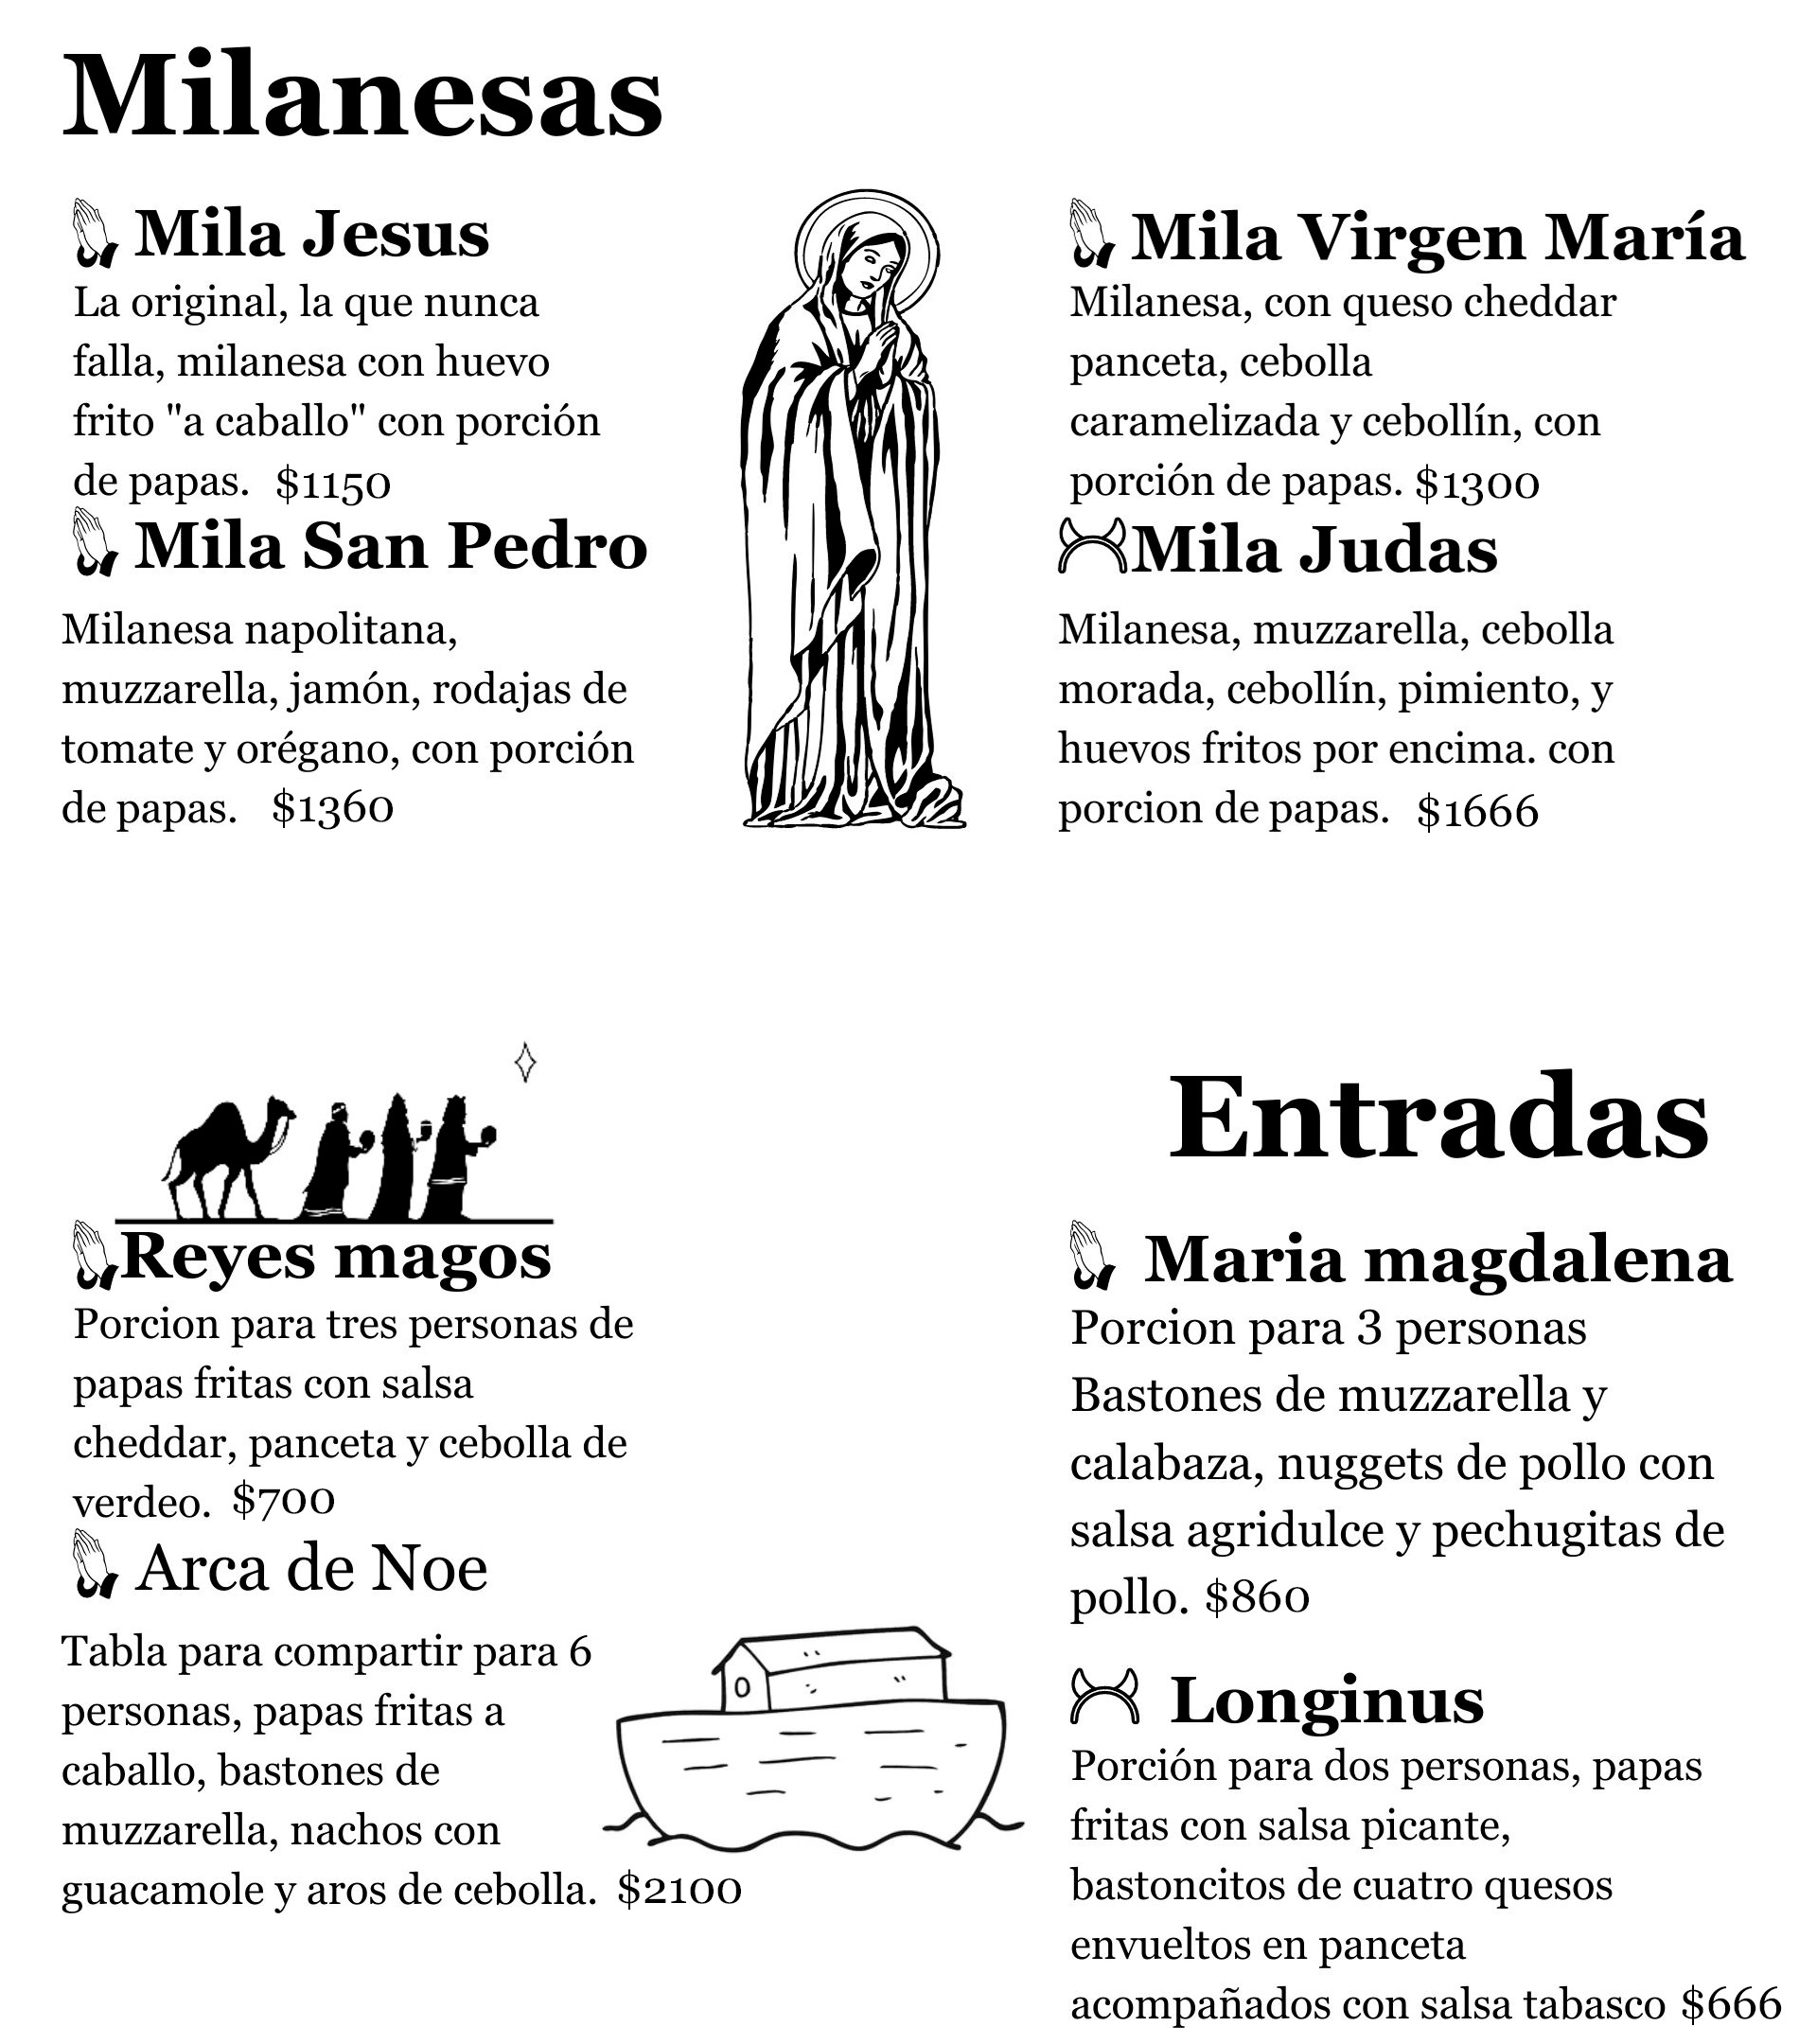 Milanesas
Mila Jesus
La original, la que nunca
falla, milanesa con huevo
frito "a caballo" con porción
de papas. $1150
Mila San Pedro
Milanesa napolitana,
muzzarella, jamón, rodajas de
tomate y orégano, con porción
de papas. $1360
Mila Virgen María
Milanesa, con queso cheddar
panceta, cebolla
caramelizada y cebollín, con
porción de papas. $1300
Mila Judas
Milanesa, muzzarella, cebolla
morada, cebollín, pimiento, y
huevos fritos por encima. con
porcion de papas. $1666
Reyes magos
Porcion para tres personas de
papas fritas con salsa
cheddar, panceta y cebolla de
verdeo. $700
Arca de Noe
Tabla para compartir para 6
personas, papas fritas a
caballo, bastones de
muzzarella, nachos con
guacamole y aros de cebolla. $2100
Entradas
Maria magdalena
Porcion para 3 personas
Bastones de muzzarella y
calabaza, nuggets de pollo con
salsa agridulce y pechugitas de
pollo. $860
Longinus
Porción para dos personas, papas
fritas con salsa picante,
bastoncitos de cuatro quesos
envueltos en panceta
acompañados con salsa tabasco $666